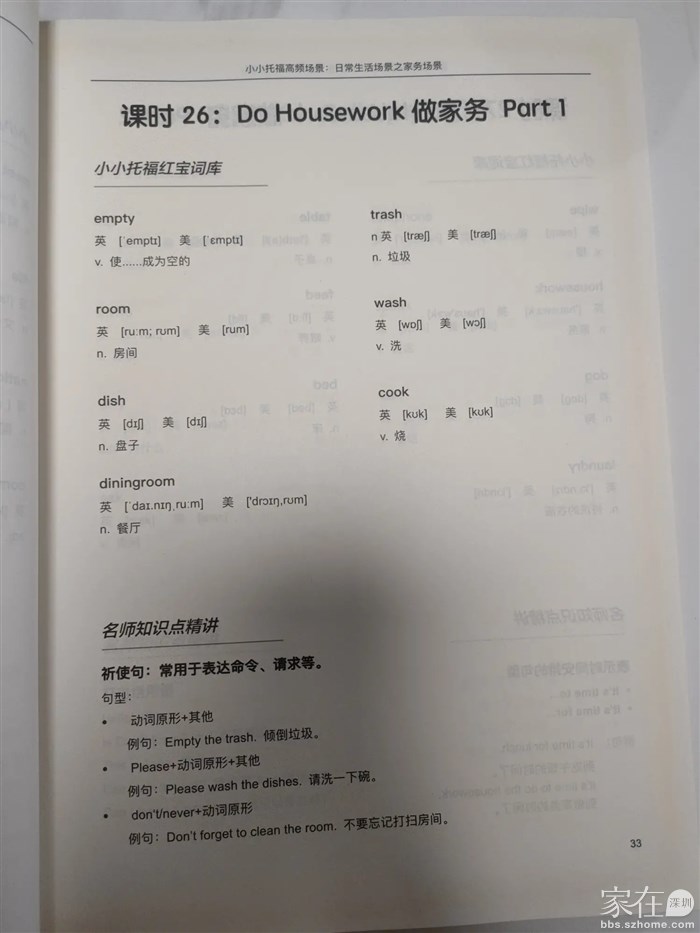 小小托福高频场景：日常生活场景之家务场景
课时 26：Do Housework 做家务 Part 1
小小托福红宝词库
empty
英 [ˈemptɪ] 美 [ˈɛmptɪ]
v. 使……成为空的
room
英 [ruːm; rʊm] 美 [rum]
n. 房间
dish
英 [dɪʃ] 美 [dɪʃ]
n. 盘子
diningroom
英 [ˈdaɪ.nɪŋˌruːm] 美 ['drɔɪŋ,rʊm]
n. 餐厅
trash
n英 [træʃ] 美 [træʃ]
n. 垃圾
wash
英 [wɒʃ] 美 [wɔʃ]
v. 洗
cook
英 [kʊk] 美 [kʊk]
v. 烧
名师知识点精讲
祈使句：常用于表达命令、请求等。
句型：
• 动词原形+其他
例句：Empty the trash. 倾倒垃圾。
• Please+动词原形+其他
例句：Please wash the dishes. 请洗一下碗。
• don't/never+动词原形
例句：Don't forget to clean the room. 不要忘记打扫房间。
33
家在深圳
bbs.szhome.com